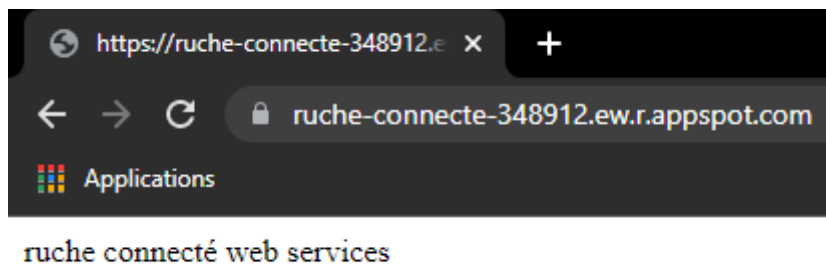 https://ruche-connecte-348912.e
ruche-connecte-348912.ew.r.appspot.com
Applications
ruche connecté web services